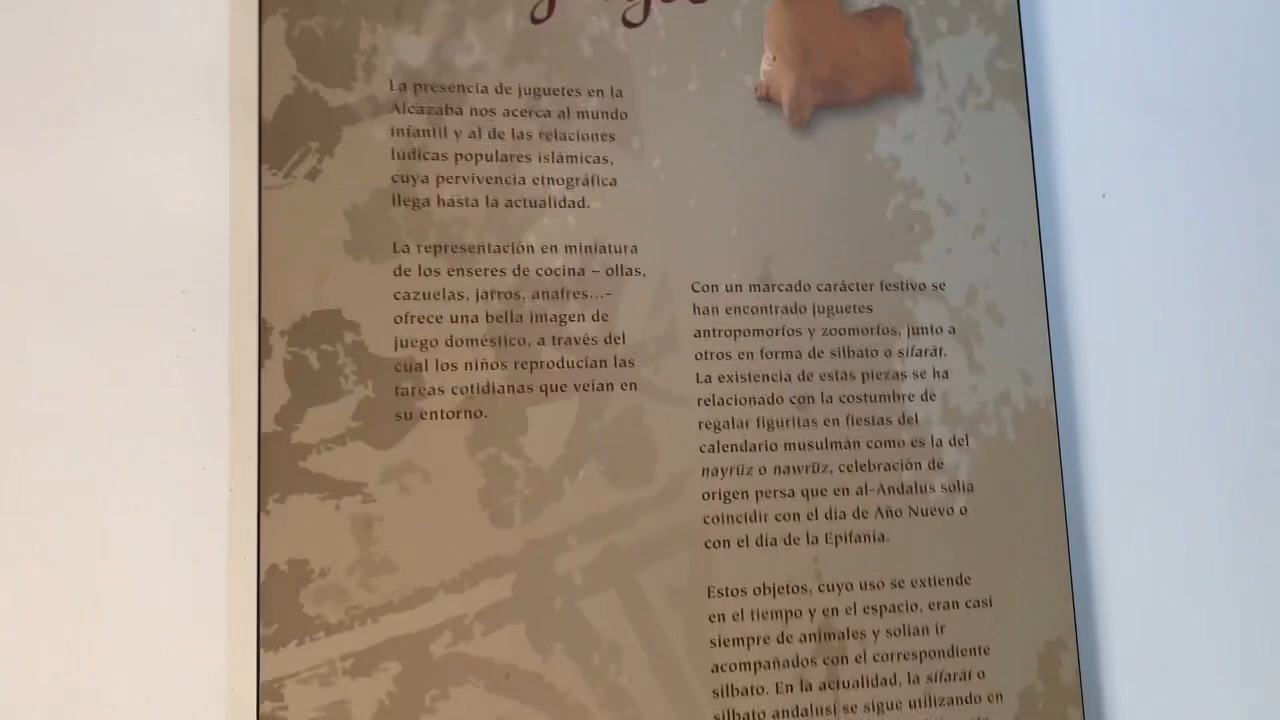 La presencia de juguetes en la
Alcazaba nos acerca al mundo
infantil y al de las relaciones
lúdicas populares islámicas,
cuya pervivencia etnográfica
llega hasta la actualidad.
La representación en miniatura
de los enseres de cocina – ollas,
cazuelas, jarros, anafres...-
ofrece una bella imagen de
juego doméstico, a través del
cual los niños reproducían las
tareas cotidianas que veían en
su entorno.
Con un marcado carácter festivo se
han encontrado juguetes
antropomorfos y zoomorfos, junto a
otros en forma de silbato o sifarāt.
La existencia de estas piezas se ha
relacionado con la costumbre de
regalar figuritas en fiestas del
calendario musulmán como es la del
nayrūz o nawrūz, celebración de
origen persa que en al-Andalus solía
coincidir con el día de Año Nuevo o
con el día de la Epifanía.
Estos objetos, cuyo uso se extiende
en el tiempo y en el espacio, eran casi
siempre de animales y solían ir
acompañados con el correspondiente
silbato. En la actualidad, la sifarāt o
silbato andalusí se sigue utilizando en